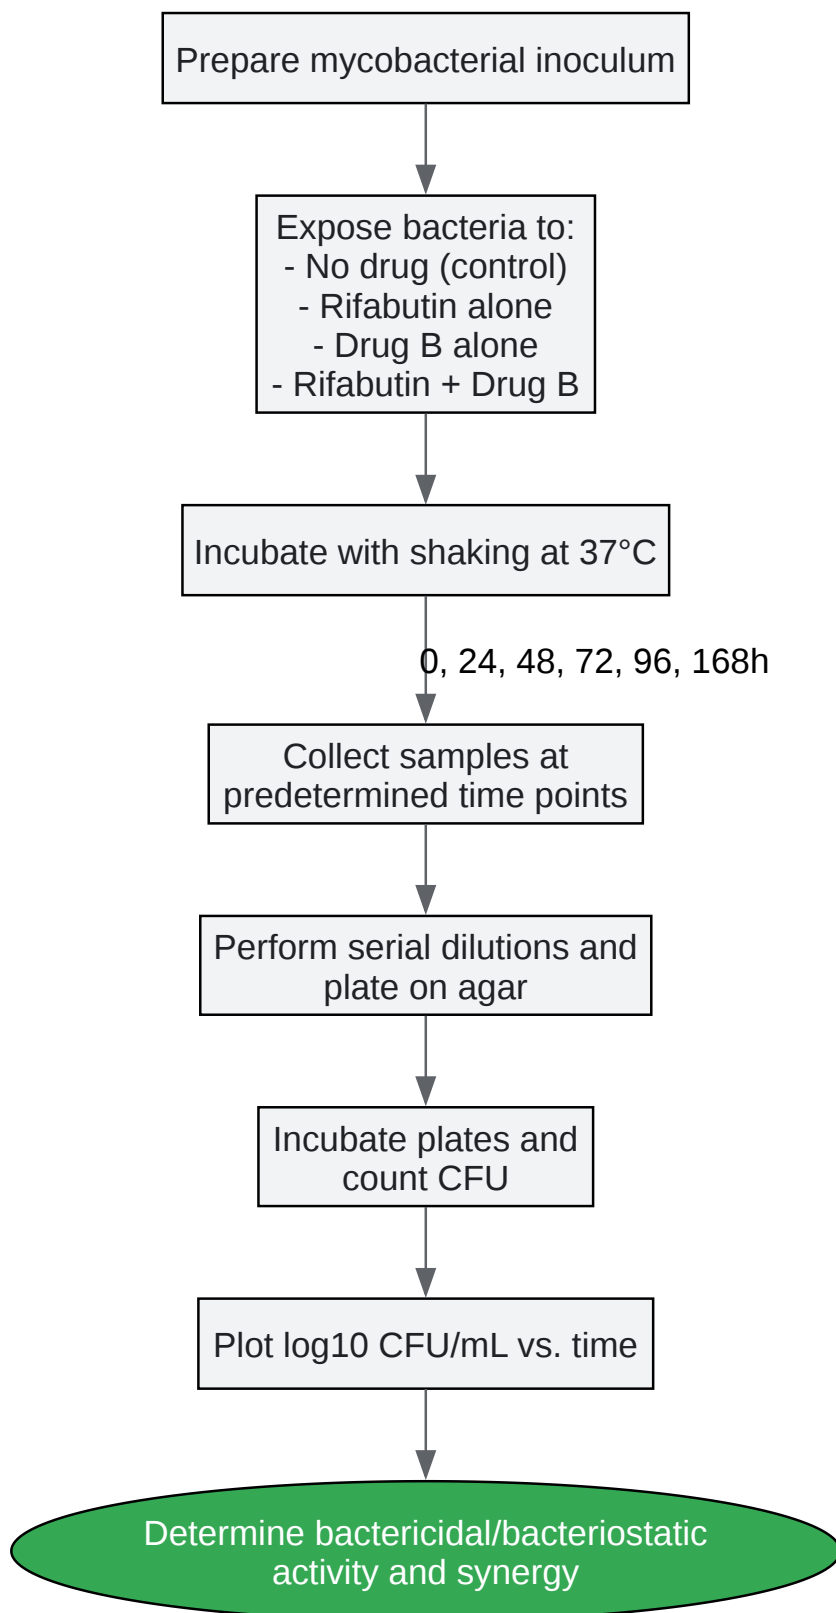 Prepare mycobacterial inoculum
Expose bacteria to:
- No drug (control)
- Rifabutin alone
- Drug B alone
- Rifabutin + Drug B
Incubate with shaking at 37°C
0, 24, 48, 72, 96, 168h
Collect samples at
predetermined time points
Perform serial dilutions and
plate on agar
Incubate plates and
count CFU
Plot log10 CFU/mL vs. time
Determine bactericidal/bacteriostatic
activity and synergy